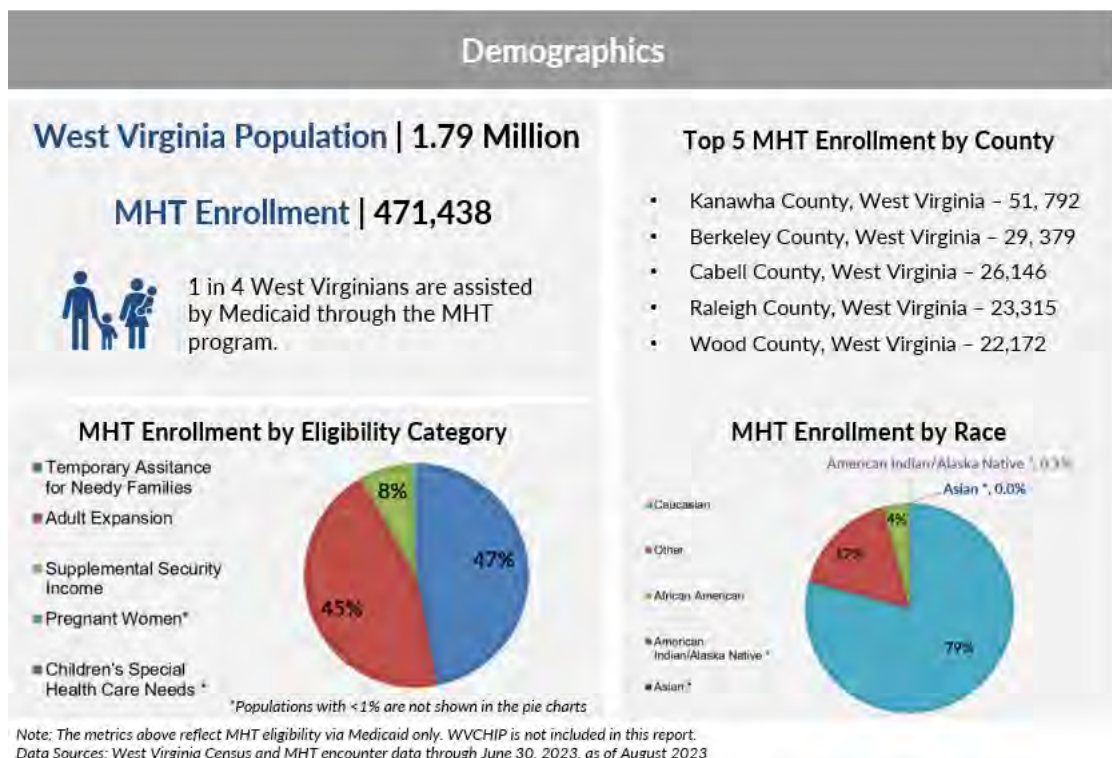 Demographics
West Virginia Population | 1.79 Million
MHT Enrollment | 471,438
1 in 4 West Virginians are assisted
by Medicaid through the MHT
program.
Top 5 MHT Enrollment by County
• Kanawha County, West Virginia – 51, 792
• Berkeley County, West Virginia – 29, 379
• Cabell County, West Virginia – 26,146
• Raleigh County, West Virginia – 23,315
• Wood County, West Virginia – 22,172
MHT Enrollment by Eligibility Category
Temporary Assitance
for Needy Families
Adult Expansion
Supplemental Security
Income
Pregnant Women*
Children's Special
Health Care Needs *
8%
47%
45%
*Populations with <1% are not shown in the pie charts
MHT Enrollment by Race
American Indian/Alaska Native *,
Asian *, 0.0%
Caucasian
Other
African American
American
Indian/Alaska Native *
Asian *
4%
17%
79%
Note: The metrics above reflect MHT eligibility via Medicaid only. WVCHIP is not included in this report.
Data Sources: West Virginia Census and MHT encounter data through June 30, 2023, as of August 2023